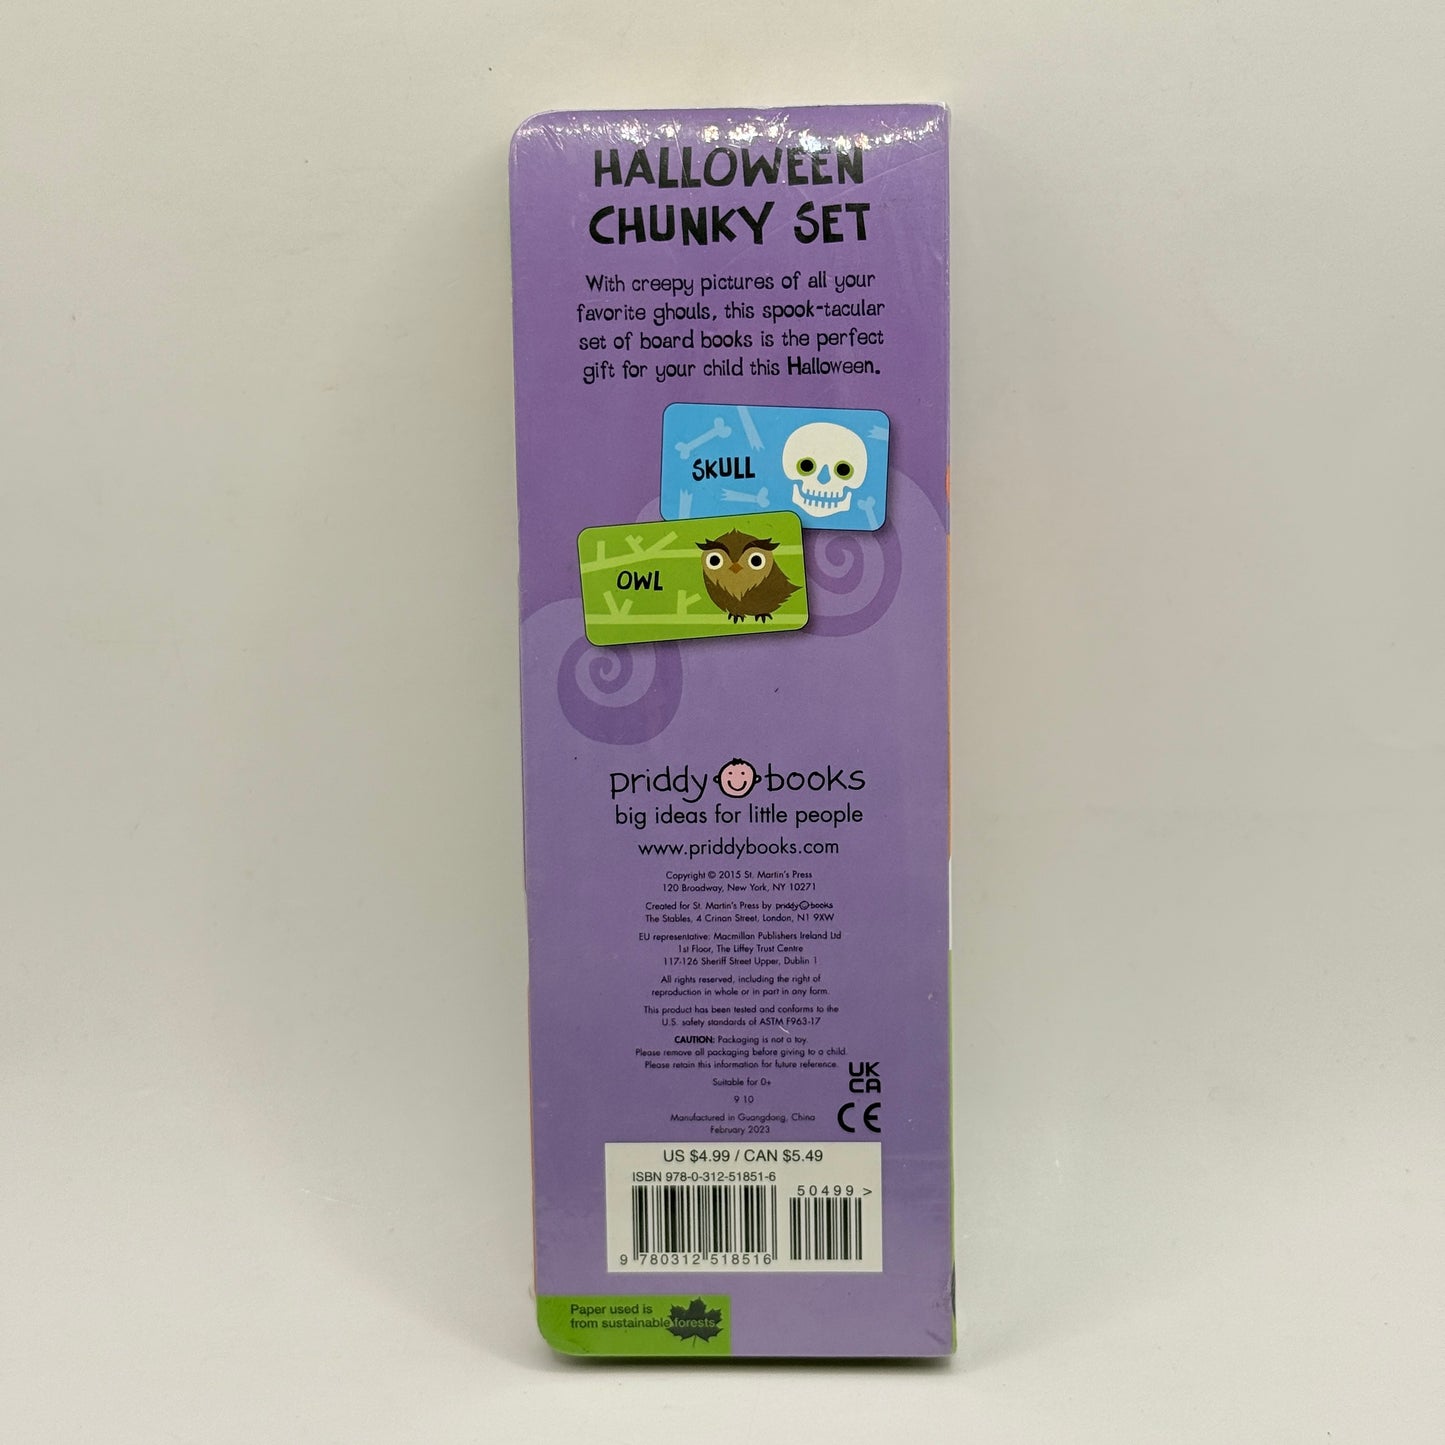 HALLOWEEN
CHUNKY SET
With creepy pictures of all your
favorite ghouls, this spook-tacular
set of board books is the perfect
gift for your child this Halloween.
SKULL
OWL
priddy books
big ideas for little people
www.priddybooks.com
Copyright © 2015 St. Martin's Press
120 Broadway, New York, NY 10271
Created for St. Martin's Press by priddy books
The Stables, 4 Crinan Street, London, N1 9XW
EU representative: Macmillan Publishers Ireland Ltd
1st Floor, The Liffey Trust Centre
117-126 Sheriff Street Upper, Dublin 1
All rights reserved, including the right of
reproduction in whole or in part in any form.
This product has been tested and conforms to the
U.S. safety standards of ASTM F963-17
CAUTION: Packaging is not a toy.
Please remove all packaging before giving to a child.
Please retain this information for future reference.
UK
CA
Suitable for 0+
9 10
CE
Manufactured in Guangdong, China
February 2023
US $4.99 / CAN $5.49
ISBN 978-0-312-51851-6
50499>
9 780312 518516
Paper used is
from sustainable forests.